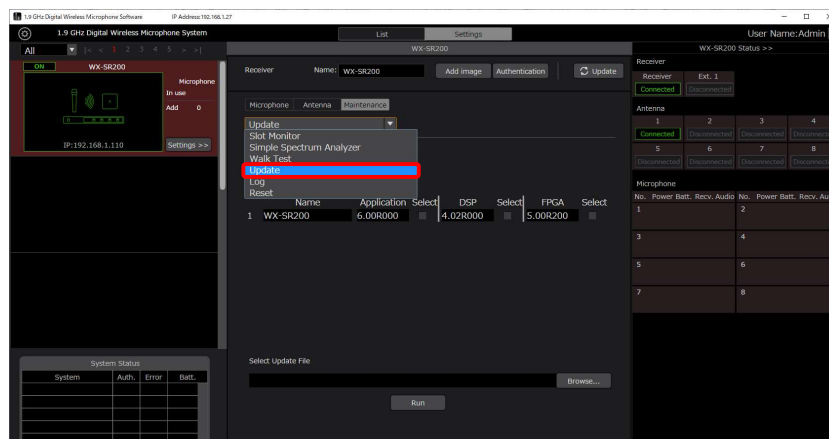 1.9 GHz Digital Wireless Microphone Software IP Address:192.168.1.27
1.9 GHz Digital Wireless Microphone System List Settings User Name:Admin
All |< < 1 2 3 4 5 > >| WX-SR200 WX-SR200 Status >>
ON WX-SR200
Microphone
In use
Add 0
IP:192.168.1.110 Settings >>
Receiver Name: WX-SR200 Add image Authentication Update
Microphone Antenna Maintenance
Update
Slot Monitor
Simple Spectrum Analyzer
Walk Test
Update
Log
Reset
Name Application Select DSP Select FPGA Select
1 WX-SR200 6.00R000 4.02R000 5.00R200
Select Update File
Browse...
Run
Receiver
Receiver Ext. 1
Connected Disconnected
Antenna
1 2 3 4
Connected Disconnected Disconnected Disconnected
5 6 7 8
Disconnected Disconnected Disconnected Disconnected
Microphone
No. Power Batt. Recv. Audio No. Power Batt. Recv. Au
1 2
3 4
5 6
7 8
System Status
System Auth. Error Batt.